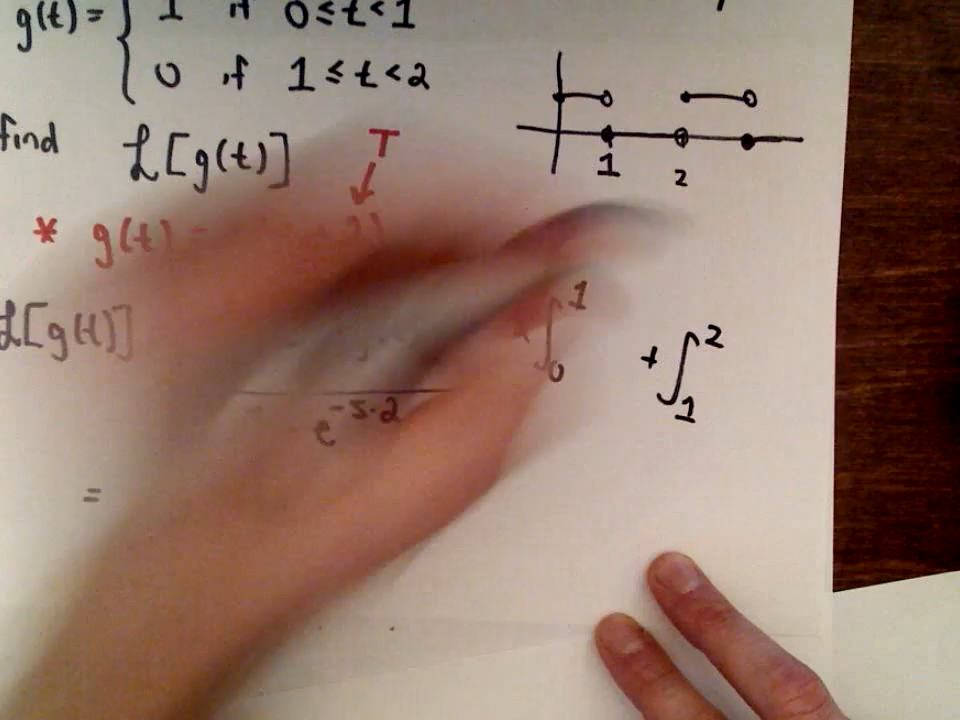 g(t) = { 1 if 0 ≤ t < 1
0 if 1 ≤ t < 2
find ℒ[g(t)]
T
1 2
* g(t)
ℒ[g(t)]
∫₀¹ + ∫₁²
e^{-s·2}
=